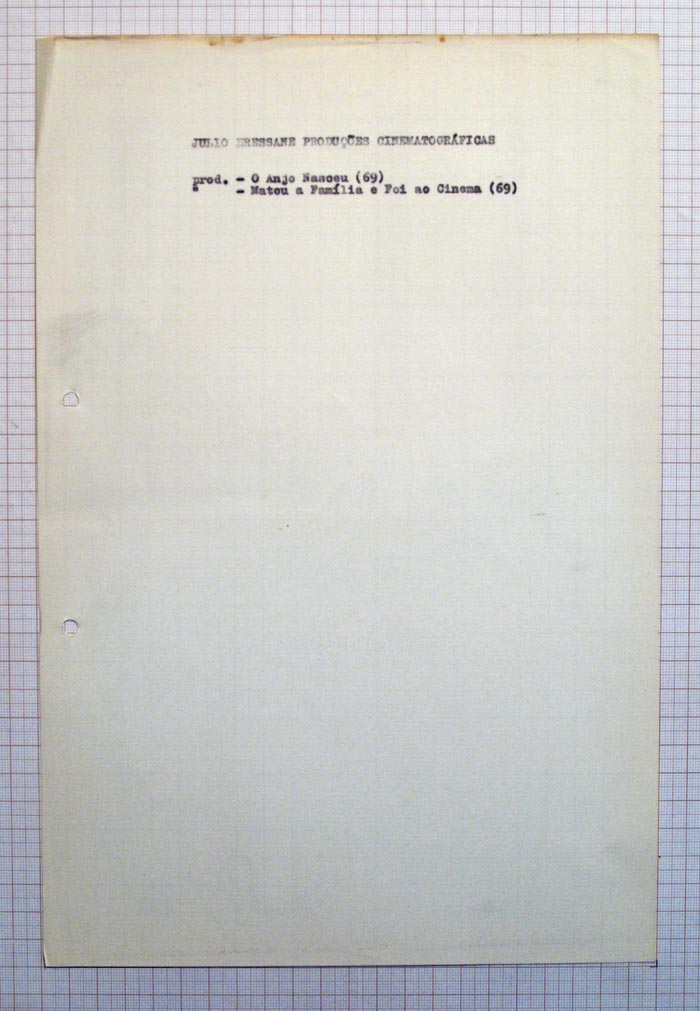 JULIO BRESSANE PRODUÇÕES CINEMATOGRÁFICAS
prod. - O Anjo Nasceu (69)
" - Matou a Família e Foi ao Cinema (69)